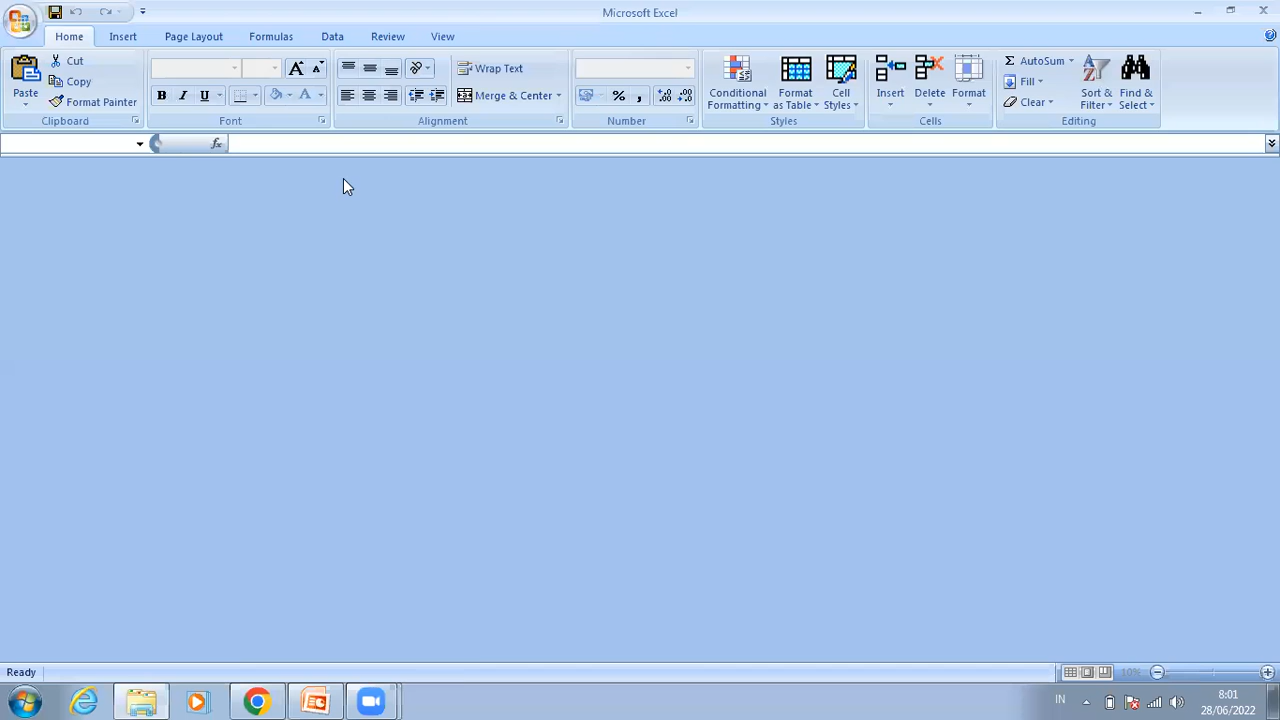 Microsoft Excel
Home Insert Page Layout Formulas Data Review View
Paste
Cut
Copy
Format Painter
Clipboard
B I U
A A
A
Font
Wrap Text
Merge & Center
Alignment
% ,
Number
Conditional Formatting
Format as Table
Cell Styles
Styles
Insert
Delete
Format
Cells
Σ AutoSum
Fill
Clear
Sort & Filter
Find & Select
Editing
fx
Ready
10%
IN
8:01
28/06/2022